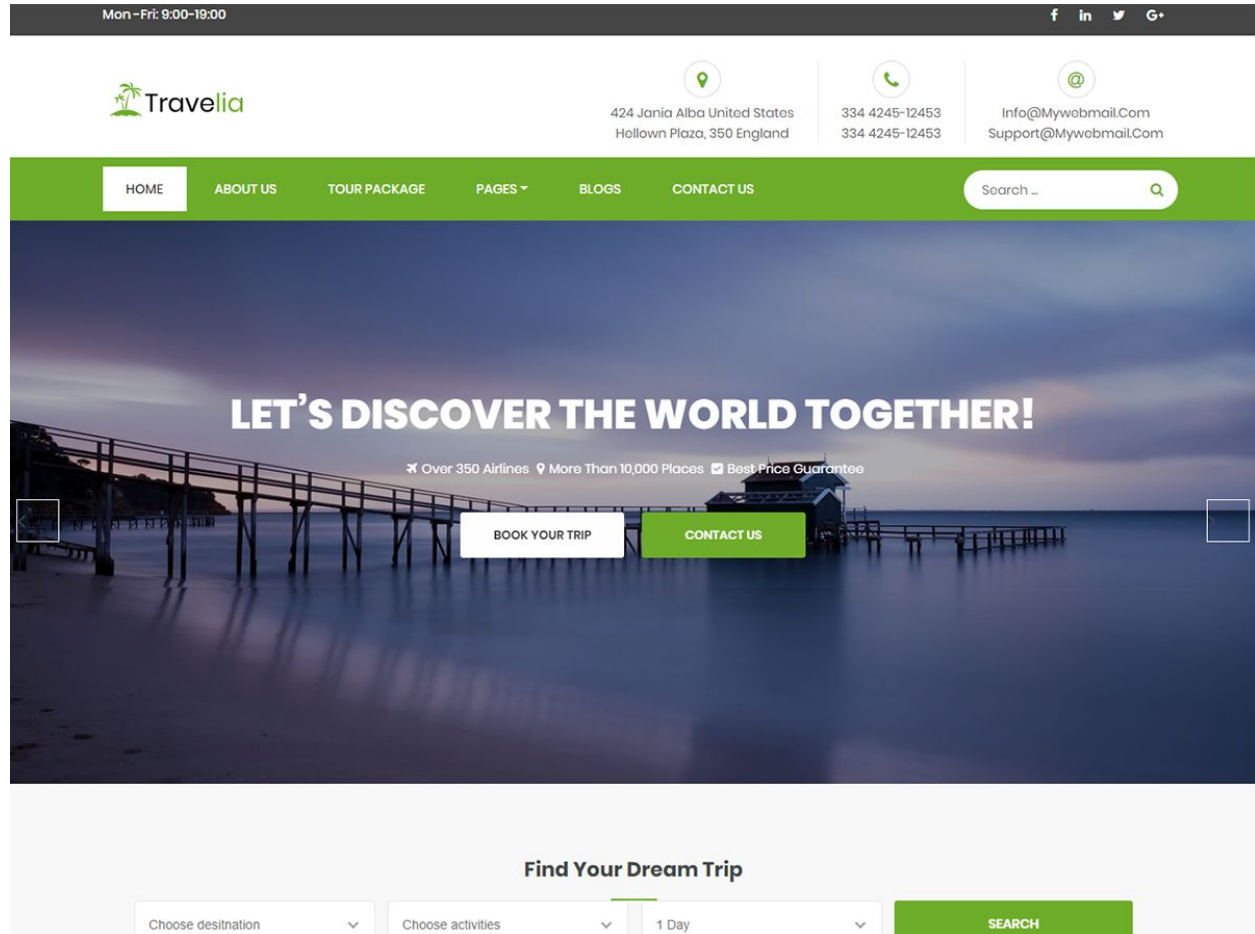 Mon - Fri: 9:00-19:00
f in G+
Travelia
424 Jania Alba United States
Hellown Plaza, 350 England
334 4245-12453
334 4245-12453
Info@Mywebmail.Com
Support@Mywebmail.Com
HOME ABOUT US TOUR PACKAGE PAGES BLOGS CONTACT US Search ...
LET'S DISCOVER THE WORLD TOGETHER!
Over 350 Airlines More Than 10,000 Places Best Price Guarantee
BOOK YOUR TRIP CONTACT US
Find Your Dream Trip
Choose desitnation Choose activities 1 Day SEARCH